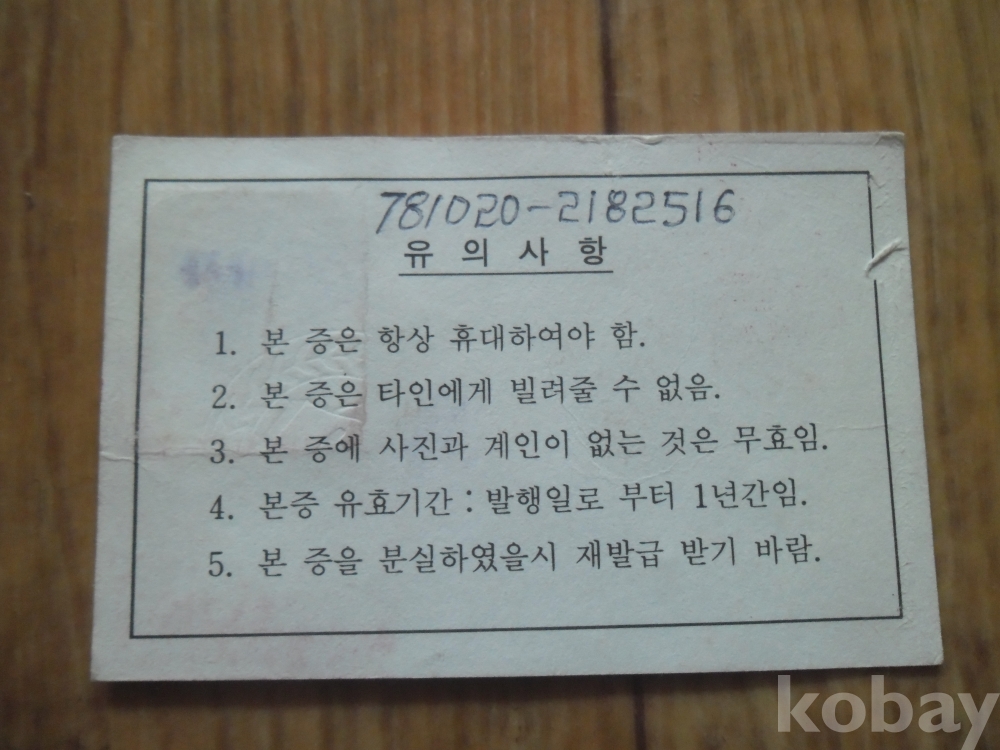 781020-2182516
유 의 사 항
1. 본 증은 항상 휴대하여야 함.
2. 본 증은 타인에게 빌려줄 수 없음.
3. 본 증에 사진과 계인이 없는 것은 무효임.
4. 본증 유효기간 : 발행일로 부터 1년간임.
5. 본 증을 분실하였을시 재발급 받기 바람.
kobay